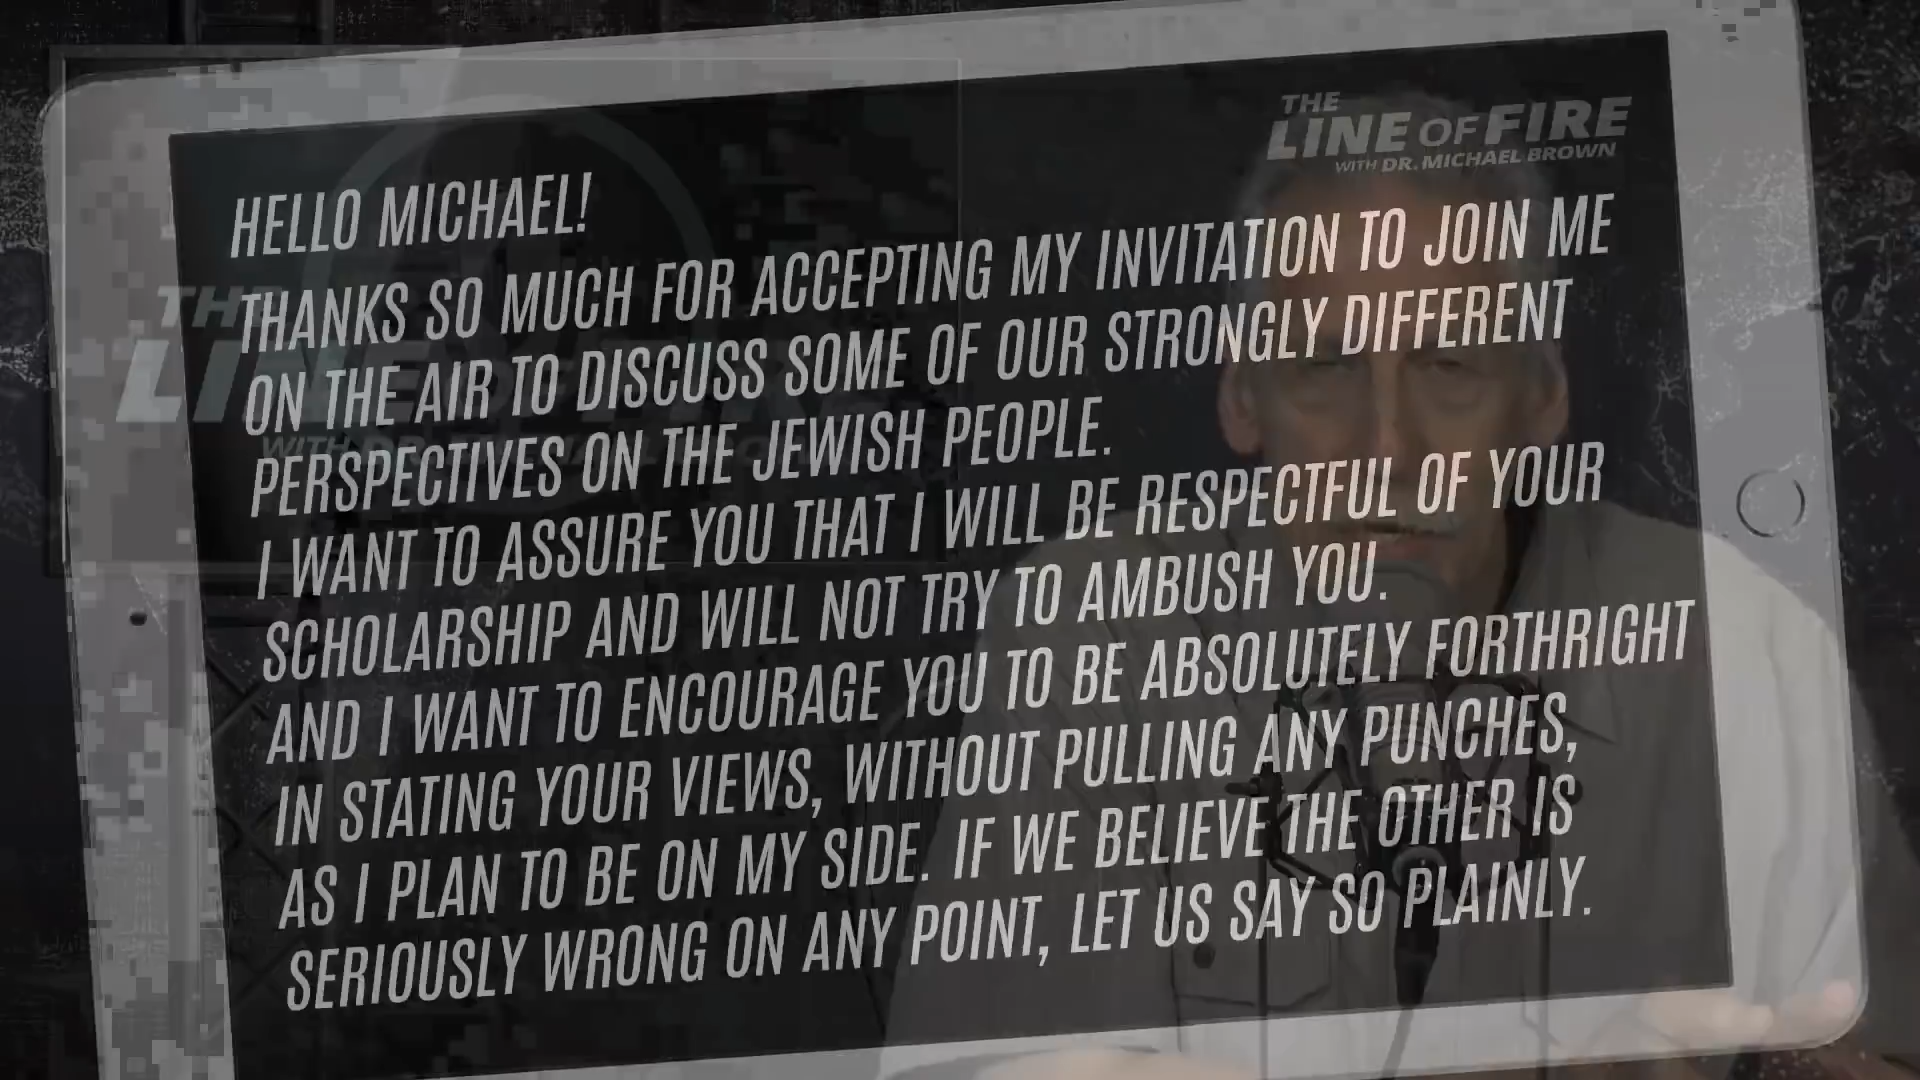 THE
LINE OF FIRE
WITH DR. MICHAEL BROWN
HELLO MICHAEL!
THANKS SO MUCH FOR ACCEPTING MY INVITATION TO JOIN ME
ON THE AIR TO DISCUSS SOME OF OUR STRONGLY DIFFERENT
PERSPECTIVES ON THE JEWISH PEOPLE.
I WANT TO ASSURE YOU THAT I WILL BE RESPECTFUL OF YOUR
SCHOLARSHIP AND WILL NOT TRY TO AMBUSH YOU.
AND I WANT TO ENCOURAGE YOU TO BE ABSOLUTELY FORTHRIGHT
IN STATING YOUR VIEWS, WITHOUT PULLING ANY PUNCHES,
AS I PLAN TO BE ON MY SIDE. IF WE BELIEVE THE OTHER IS
SERIOUSLY WRONG ON ANY POINT, LET US SAY SO PLAINLY.